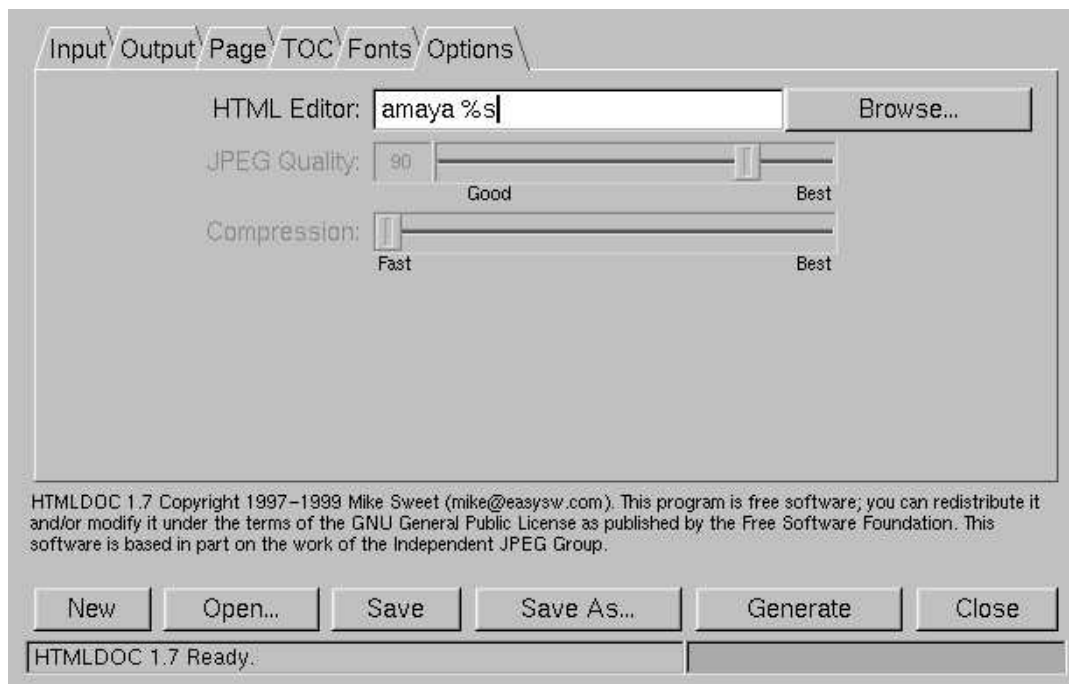 Input Output Page TOC Fonts Options
HTML Editor: amaya %s Browse...
JPEG Quality: 90
Good Best
Compression:
Fast Best
HTMLDOC 1.7 Copyright 1997–1999 Mike Sweet (mike@easysw.com). This program is free software; you can redistribute it
and/or modify it under the terms of the GNU General Public License as published by the Free Software Foundation. This
software is based in part on the work of the Independent JPEG Group.
New Open... Save Save As... Generate Close
HTMLDOC 1.7 Ready.